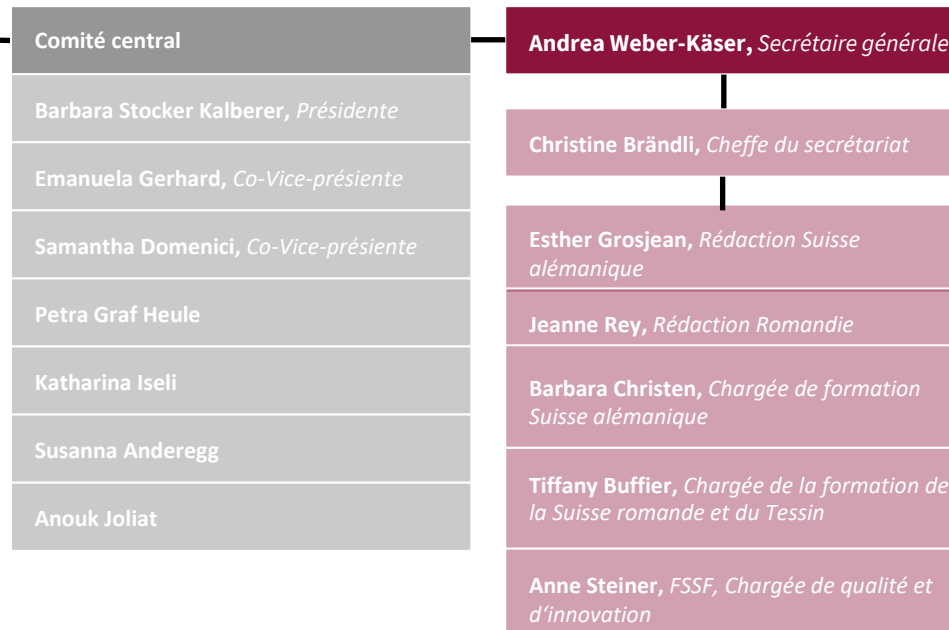 Comité central
Barbara Stocker Kalberer, Présidente
Emanuela Gerhard, Co-Vice-présiente
Samantha Domenici, Co-Vice-présiente
Petra Graf Heule
Katharina Iseli
Susanna Anderegg
Anouk Joliat
Andrea Weber-Käser, Secrétaire générale
Christine Brändli, Cheffe du secrétariat
Esther Grosjean, Rédaction Suisse
alémanique
Jeanne Rey, Rédaction Romandie
Barbara Christen, Chargée de formation
Suisse alémanique
Tiffany Buffier, Chargée de la formation de
la Suisse romande et du Tessin
Anne Steiner, FSSF, Chargée de qualité et
d‘innovation